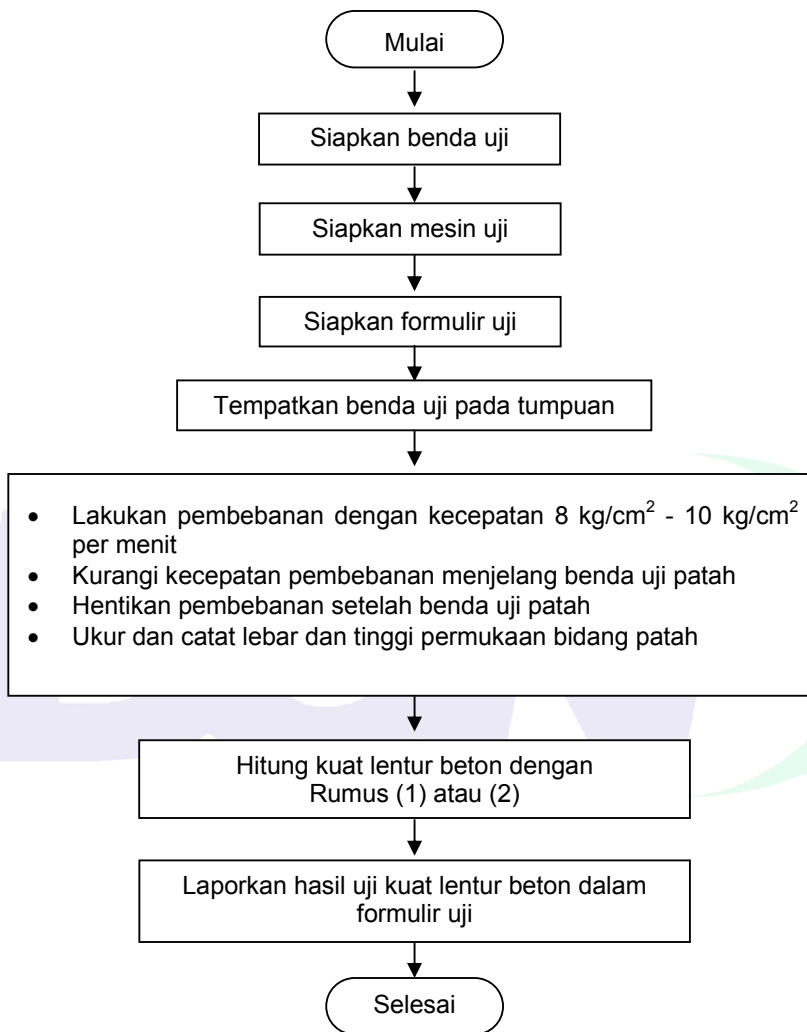 Mulai
Siapkan benda uji
Siapkan mesin uji
Siapkan formulir uji
Tempatkan benda uji pada tumpuan
• Lakukan pembebanan dengan kecepatan 8 kg/cm² - 10 kg/cm²
per menit
• Kurangi kecepatan pembebanan menjelang benda uji patah
• Hentikan pembebanan setelah benda uji patah
• Ukur dan catat lebar dan tinggi permukaan bidang patah
Hitung kuat lentur beton dengan
Rumus (1) atau (2)
Laporkan hasil uji kuat lentur beton dalam
formulir uji
Selesai